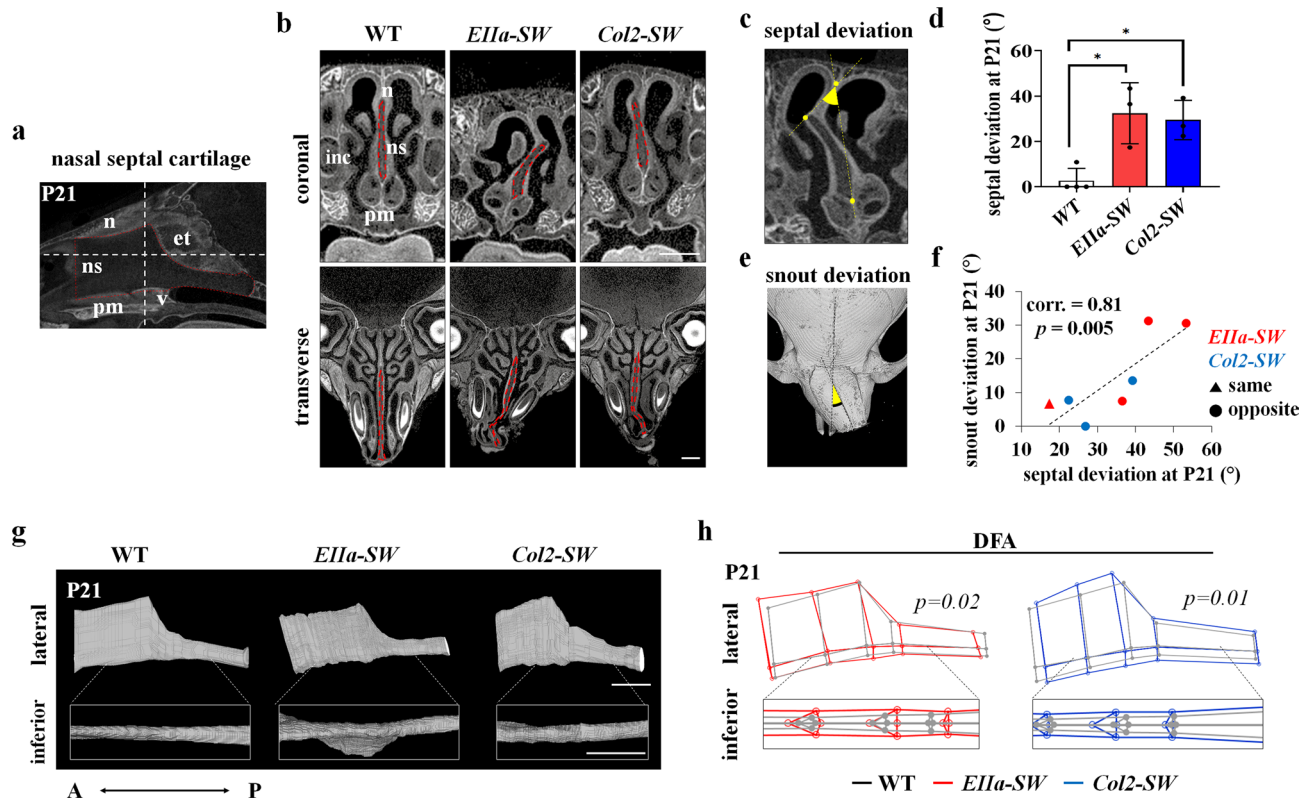 a
nasal septal cartilage
P21
n
et
ns
pm
v
b
WT
EIIa-SW
Col2-SW
coronal
n
ns
inc
pm
transverse
c
septal deviation
d
septal deviation at P21 (°)
60
40
20
0
*
*
WT
EIIa-SW
Col2-SW
e
snout deviation
f
snout deviation at P21 (°)
40
30
20
10
0
corr. = 0.81
p = 0.005
EIIa-SW
Col2-SW
same
opposite
10 20 30 40 50 60
septal deviation at P21 (°)
g
WT
EIIa-SW
Col2-SW
P21
lateral
inferior
A P
h
DFA
P21
p=0.02
p=0.01
lateral
inferior
WT EIIa-SW Col2-SW